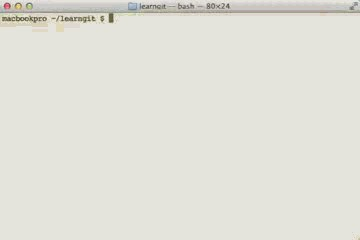 learngit — bash — 80×24
macbookpro ~/learngit $